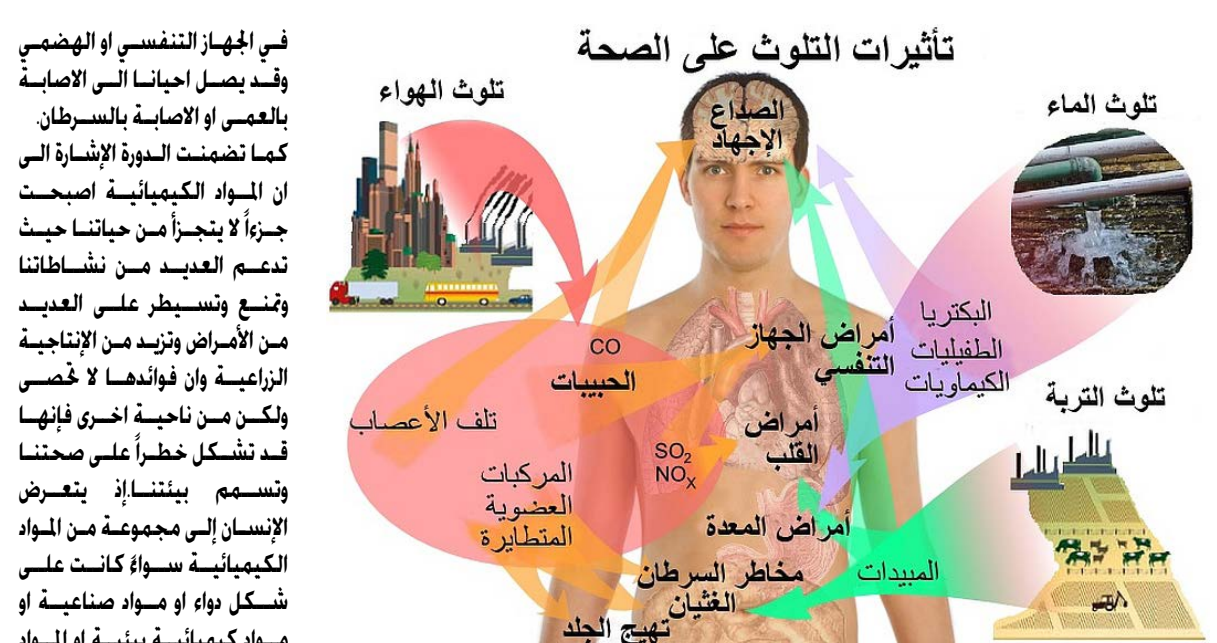 في الجهاز التنفسي او الهضمي
وقد يصل احيانا الى الاصابة
بالعمى او الاصابة بالسرطان.
كما تضمنت الدورة الإشارة الى
ان المواد الكيميائية اصبحت
جزءاً لا يتجزأ من حياتنا حيث
تدعم العديد من نشاطاتنا
وتمنع وتسيطر على العديد
من الأمراض وتزيد من الإنتاجية
الزراعية وان فوائدها لا تحصى
ولكن من ناحية اخرى فإنها
قد تشكل خطراً على صحتنا
وتسمم بيئتنا.إذ يتعرض
الإنسان إلى مجموعة من المواد
الكيميائية سواءً كانت على
شكل دواء او مواد صناعية او
مواد كيميائية بيئية او المواد
تأثيرات التلوث على الصحة
تلوث الهواء
تلوث الماء
الصداع
الإجهاد
البكتريا
الطفيليات
الكيماويات
أمراض الجهاز
التنفسي
CO
الحبيبات
تلوث التربة
تلف الأعصاب
أمراض
القلب
SO2
NOX
المركبات
العضوية
المتطايرة
أمراض المعدة
المبيدات
مخاطر السرطان
الغثيان
تهيج الجلد